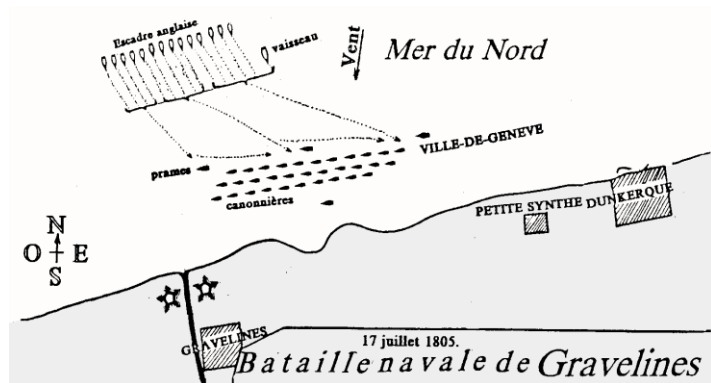 Escadre anglaise
vaisseau
Vent
Mer du Nord
VILLE-DE-GENEVE
prames
canonnières
PETITE SYNTHE
DUNKERQUE
N
O E
S
GRAVELINES
17 juillet 1805.
Bataille navale de Gravelines